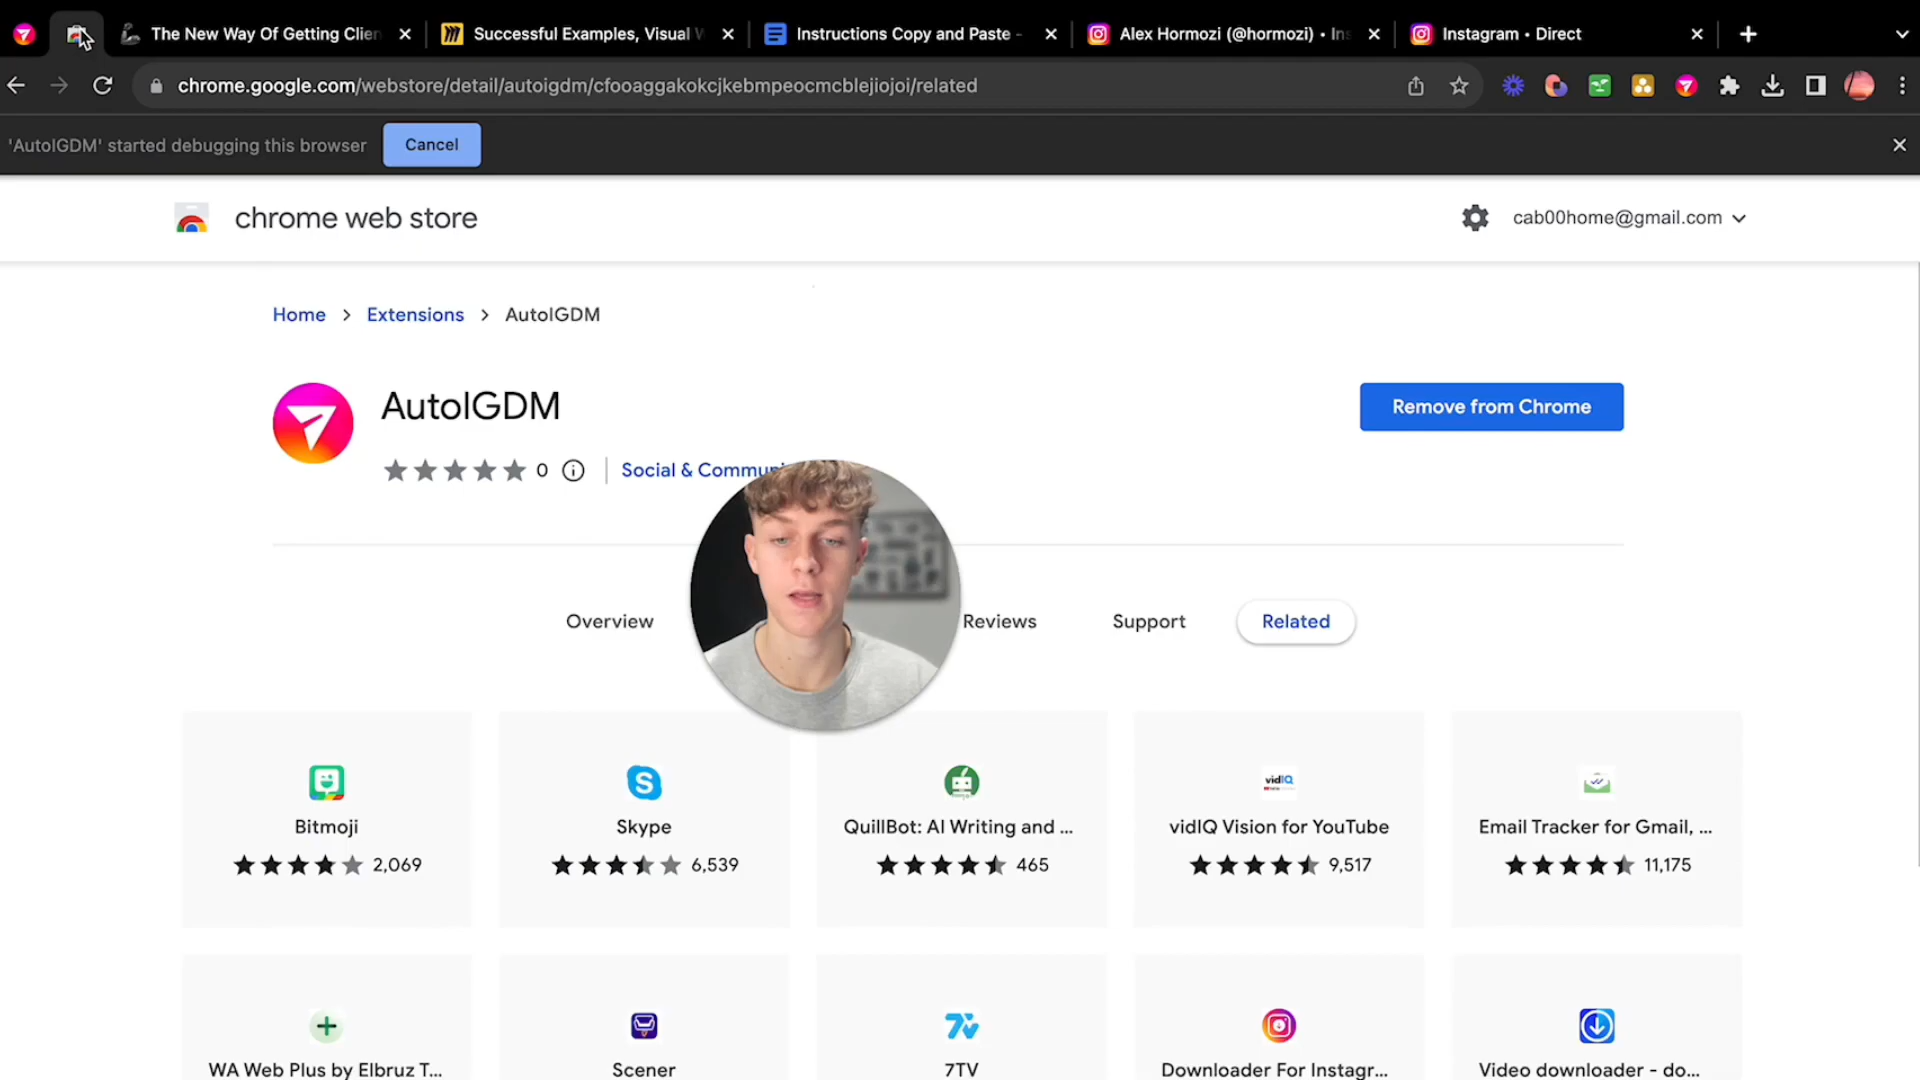 The New Way Of Getting Clien
Successful Examples, Visual W
Instructions Copy and Paste -
Alex Hormozi (@hormozi) • Ins
Instagram • Direct
chrome.google.com/webstore/detail/autoigdm/cfooaggakokcjkebmpeocmcblejiojoi/related
'AutoIGDM' started debugging this browser
Cancel
chrome web store
cab00home@gmail.com
Home > Extensions > AutoIGDM
AutoIGDM
Remove from Chrome
0
Social & Communi
Overview
Reviews
Support
Related
Bitmoji
2,069
Skype
6,539
QuillBot: AI Writing and ...
465
vidIQ
vidIQ Vision for YouTube
9,517
Email Tracker for Gmail, ...
11,175
WA Web Plus by Elbruz T...
Scener
7TV
Downloader For Instagr...
Video downloader - do...